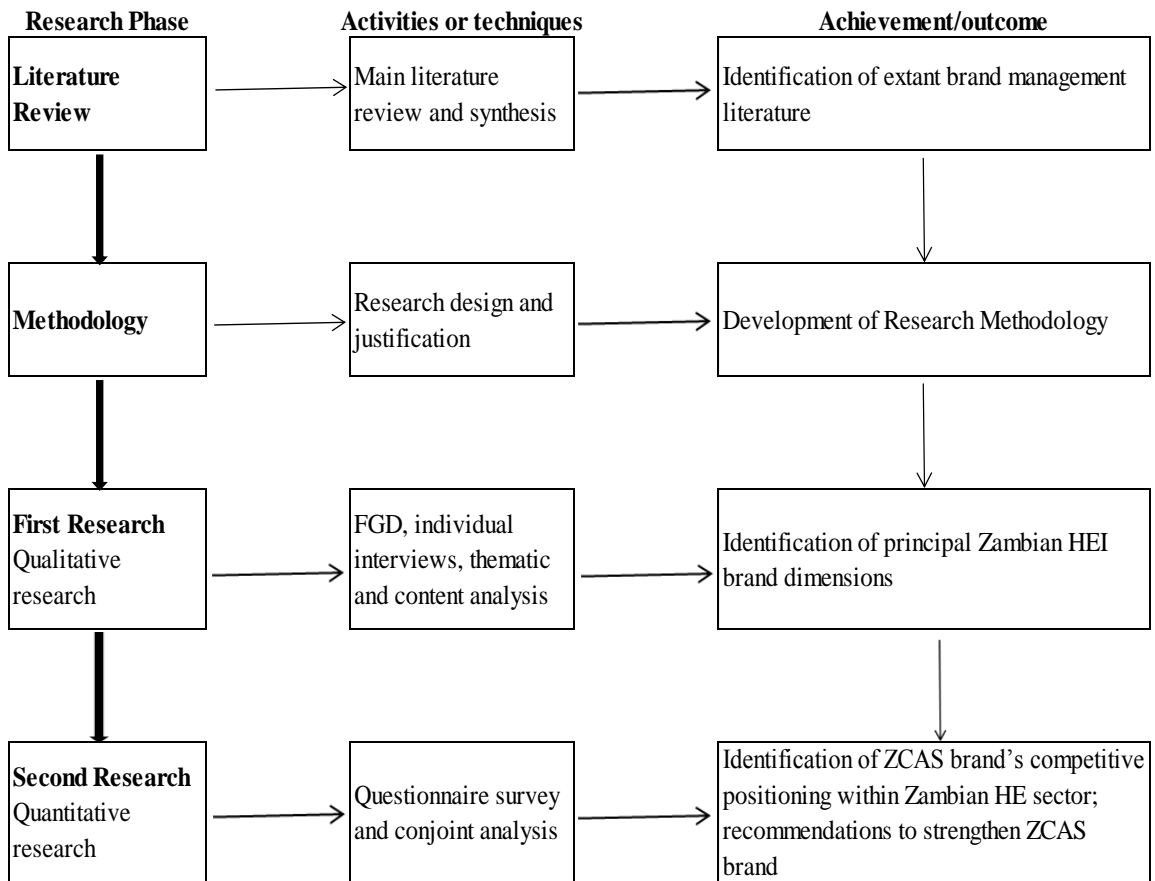 Research Phase
Activities or techniques
Achievement/outcome
Literature
Review
Main literature
review and synthesis
Identification of extant brand management
literature
Methodology
Research design and
justification
Development of Research Methodology
First Research
Qualitative
research
FGD, individual
interviews, thematic
and content analysis
Identification of principal Zambian HEI
brand dimensions
Second Research
Quantitative
research
Questionnaire survey
and conjoint analysis
Identification of ZCAS brand’s competitive
positioning within Zambian HE sector;
recommendations to strengthen ZCAS
brand